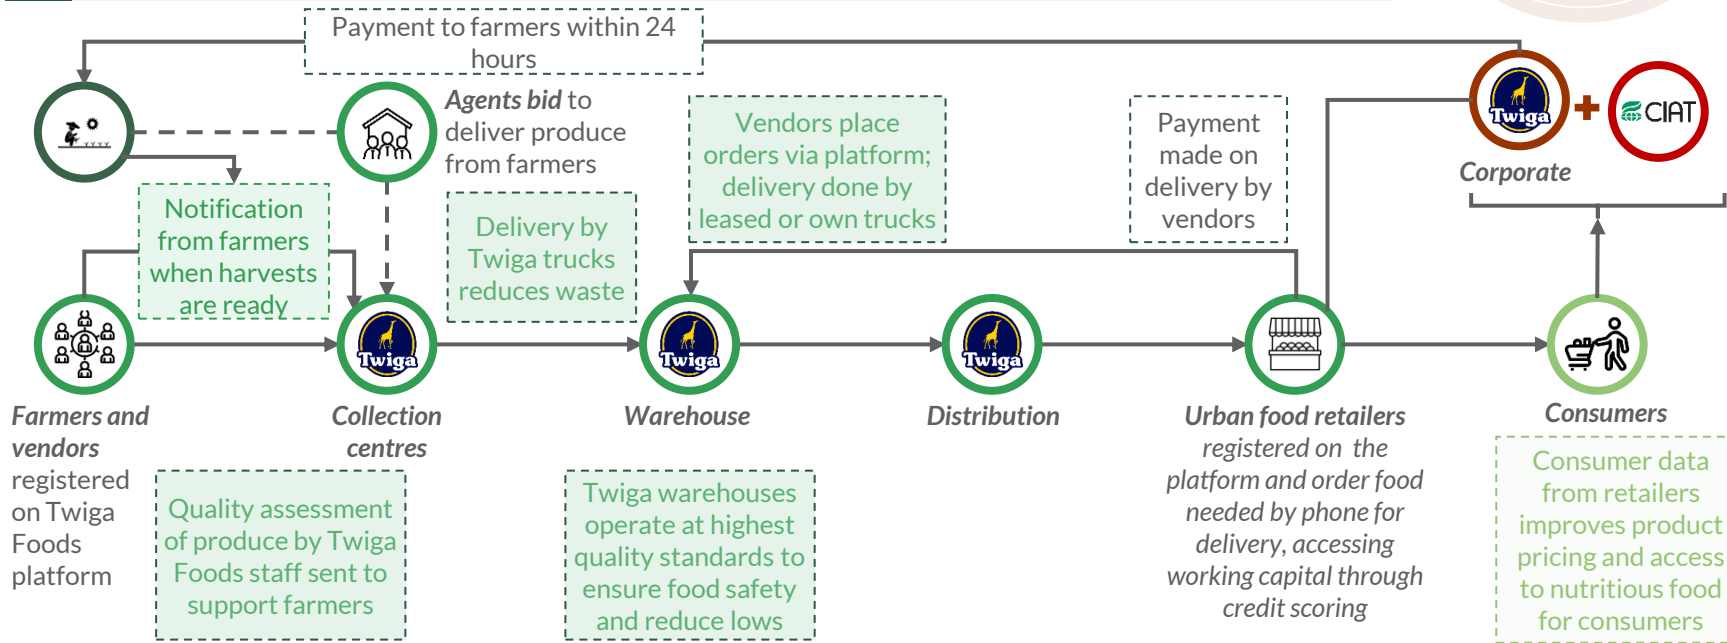 Payment to farmers within 24
hours
Agents bid to
deliver produce
from farmers
Vendors place
orders via platform;
delivery done by
leased or own trucks
Payment
made on
delivery by
vendors
Twiga
CIAT
Corporate
Notification
from farmers
when harvests
are ready
Delivery by
Twiga trucks
reduces waste
Twiga
Twiga
Twiga
Farmers and
vendors
registered
on Twiga
Foods
platform
Collection
centres
Warehouse
Distribution
Urban food retailers
registered on the
platform and order food
needed by phone for
delivery, accessing
working capital through
credit scoring
Consumers
Quality assessment
of produce by Twiga
Foods staff sent to
support farmers
Twiga warehouses
operate at highest
quality standards to
ensure food safety
and reduce lows
Consumer data
from retailers
improves product
pricing and access
to nutritious food
for consumers